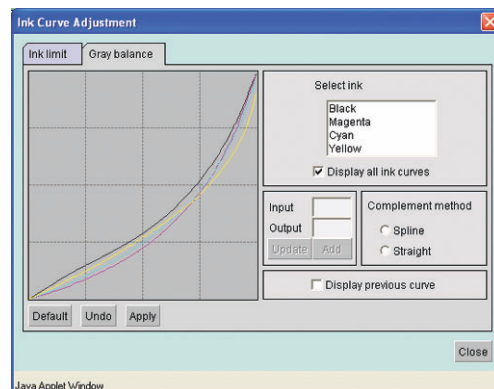 Ink Curve Adjustment
Ink limit
Gray balance
Select ink
Black
Magenta
Cyan
Yellow
Display all ink curves
Input
Output
Update
Add
Complement method
Spline
Straight
Display previous curve
Default
Undo
Apply
Close
Java Applet Window